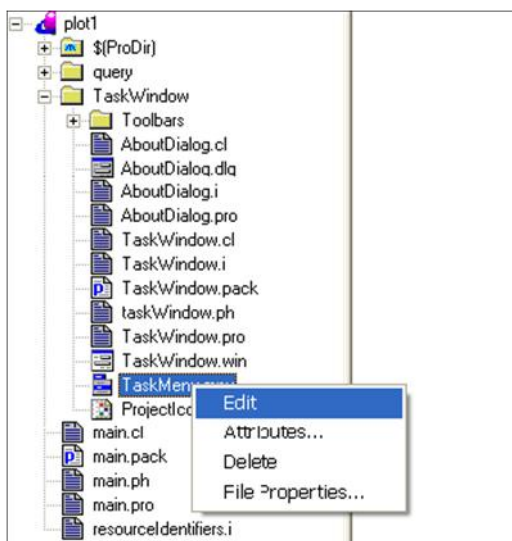 plot1
$(ProDir)
query
TaskWindow
Toolbars
AboutDialog.cl
AboutDialog.dlg
AboutDialog.i
AboutDialog.pro
TaskWindow.cl
TaskWindow.i
TaskWindow.pack
taskWindow.ph
TaskWindow.pro
TaskWindow.win
Edit
Attributes...
Delete
File Properties...
main.cl
main.pack
main.ph
main.pro
resourceIdentifiers.i